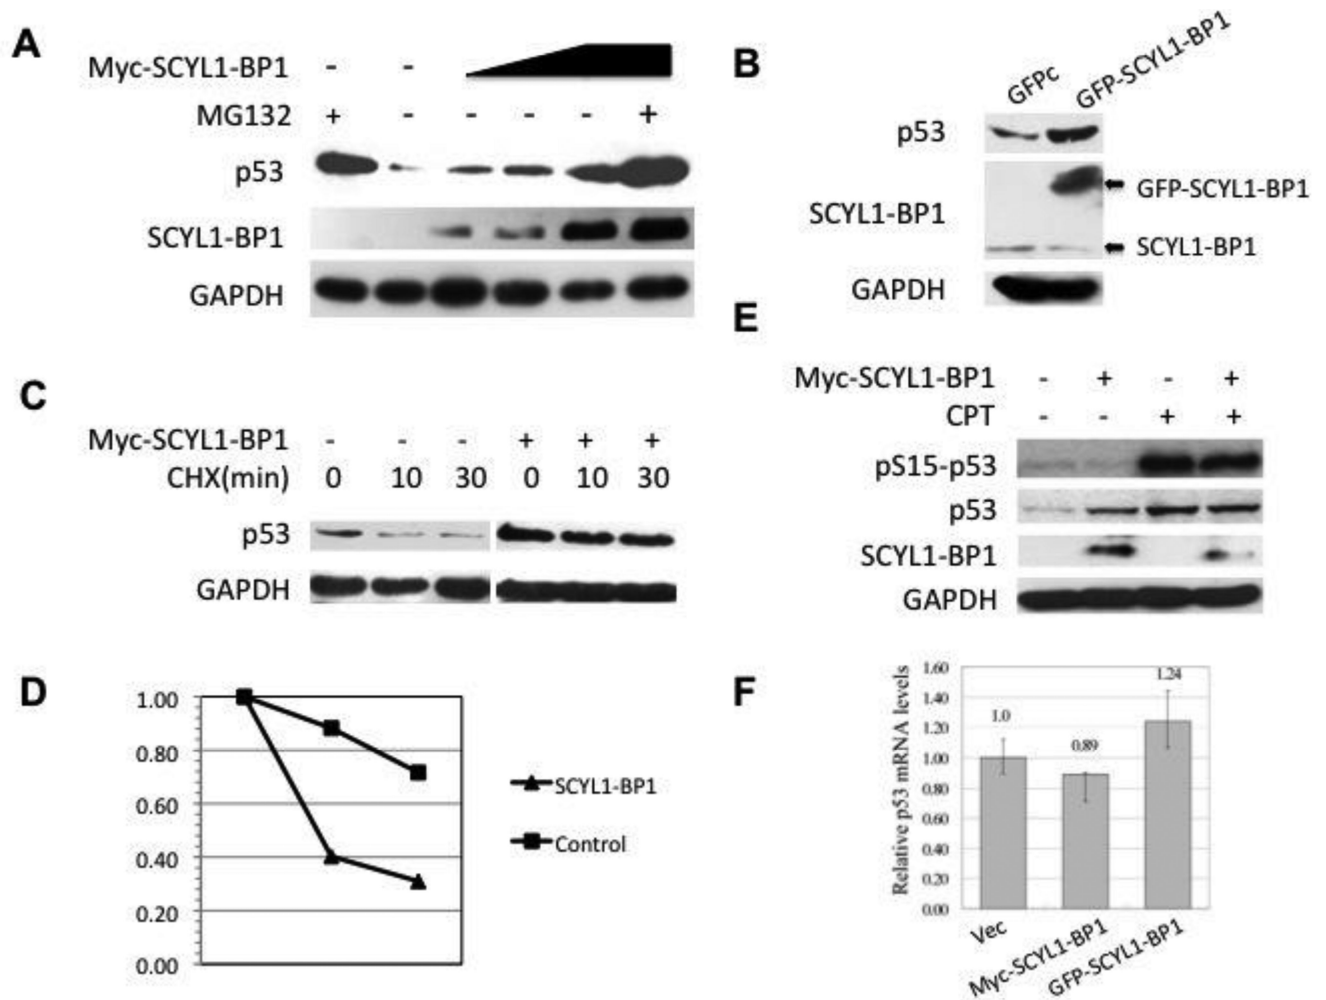 A
Myc-SCYL1-BP1 - -
MG132 + - - - - +
p53
SCYL1-BP1
GAPDH
B
GFPc GFP-SCYL1-BP1
p53
GFP-SCYL1-BP1
SCYL1-BP1
SCYL1-BP1
GAPDH
C
Myc-SCYL1-BP1 - - - + + +
CHX(min) 0 10 30 0 10 30
p53
GAPDH
E
Myc-SCYL1-BP1 - + - +
CPT - - + +
pS15-p53
p53
SCYL1-BP1
GAPDH
D
1.00
0.80
0.60
0.40
0.20
0.00
SCYL1-BP1
Control
F
Relative p53 mRNA levels
1.60
1.40
1.20
1.00
0.80
0.60
0.40
0.20
0.00
1.0
0.89
1.24
Vec
Myc-SCYL1-BP1
GFP-SCYL1-BP1